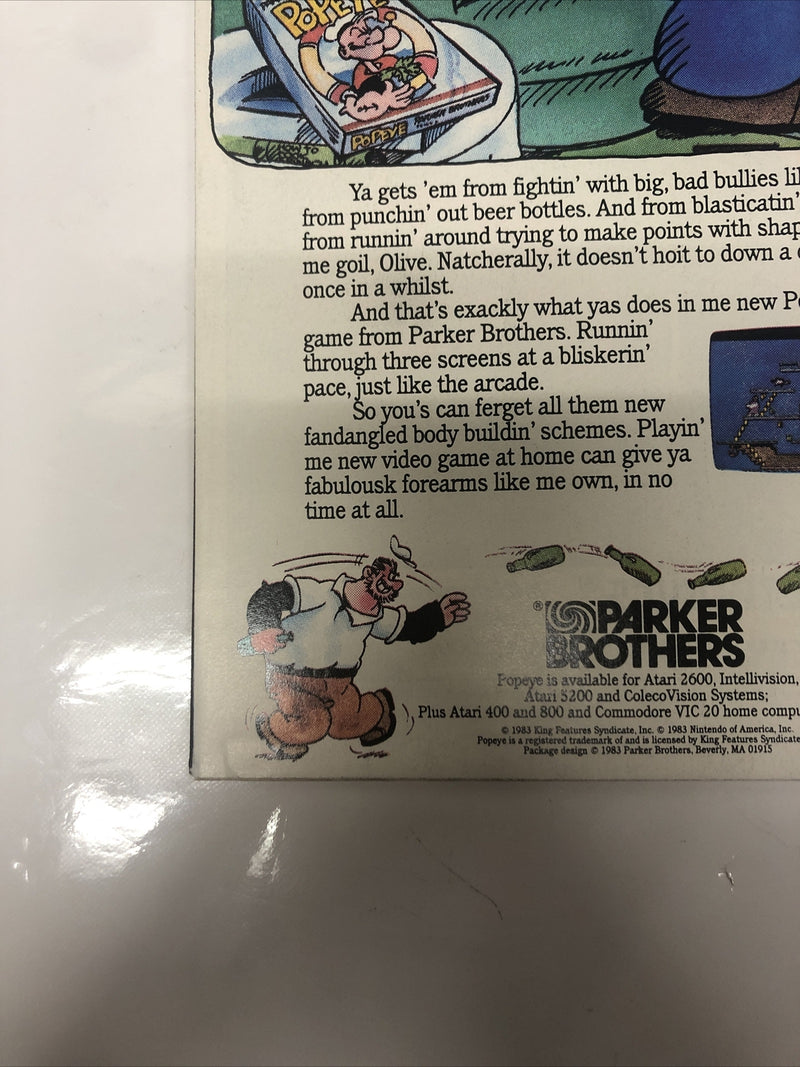 POPEYE
POPEYE PARKER BROTHERS
Ya gets 'em from fightin' with big, bad bullies
from punchin' out beer bottles. And from blasticatin'
from runnin' around trying to make points with
me goil, Olive. Natcherally, it doesn't hoit to down a
once in a whilst.
And that's exackly what yas does in me new
game from Parker Brothers. Runnin'
through three screens at a bliskerin'
pace, just like the arcade.
So you's can ferget all them new
fandangled body buildin' schemes. Playin'
me new video game at home can give ya
fabulousk forearms like me own, in no
time at all.
® PARKER
BROTHERS
Popeye is available for Atari 2600, Intellivision,
Atari 5200 and ColecoVision Systems;
Plus Atari 400 and 800 and Commodore VIC 20 home
© 1983 King Features Syndicate, Inc. © 1983 Nintendo of America, Inc.
Popeye is a registered trademark of and is licensed by King Features Syndicate
Package design © 1983 Parker Brothers, Beverly, MA 01915